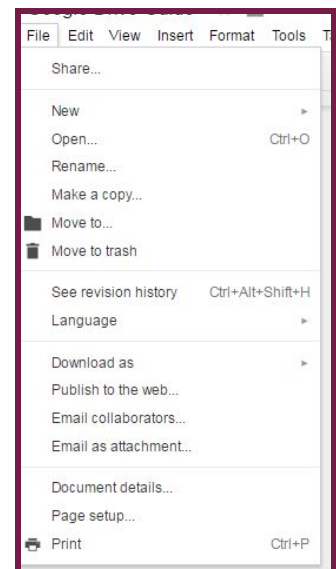 File Edit View Insert Format Tools
Share...
New
Open... Ctrl+O
Rename...
Make a copy...
Move to...
Move to trash
See revision history Ctrl+Alt+Shift+H
Language
Download as
Publish to the web...
Email collaborators...
Email as attachment...
Document details...
Page setup...
Print Ctrl+P